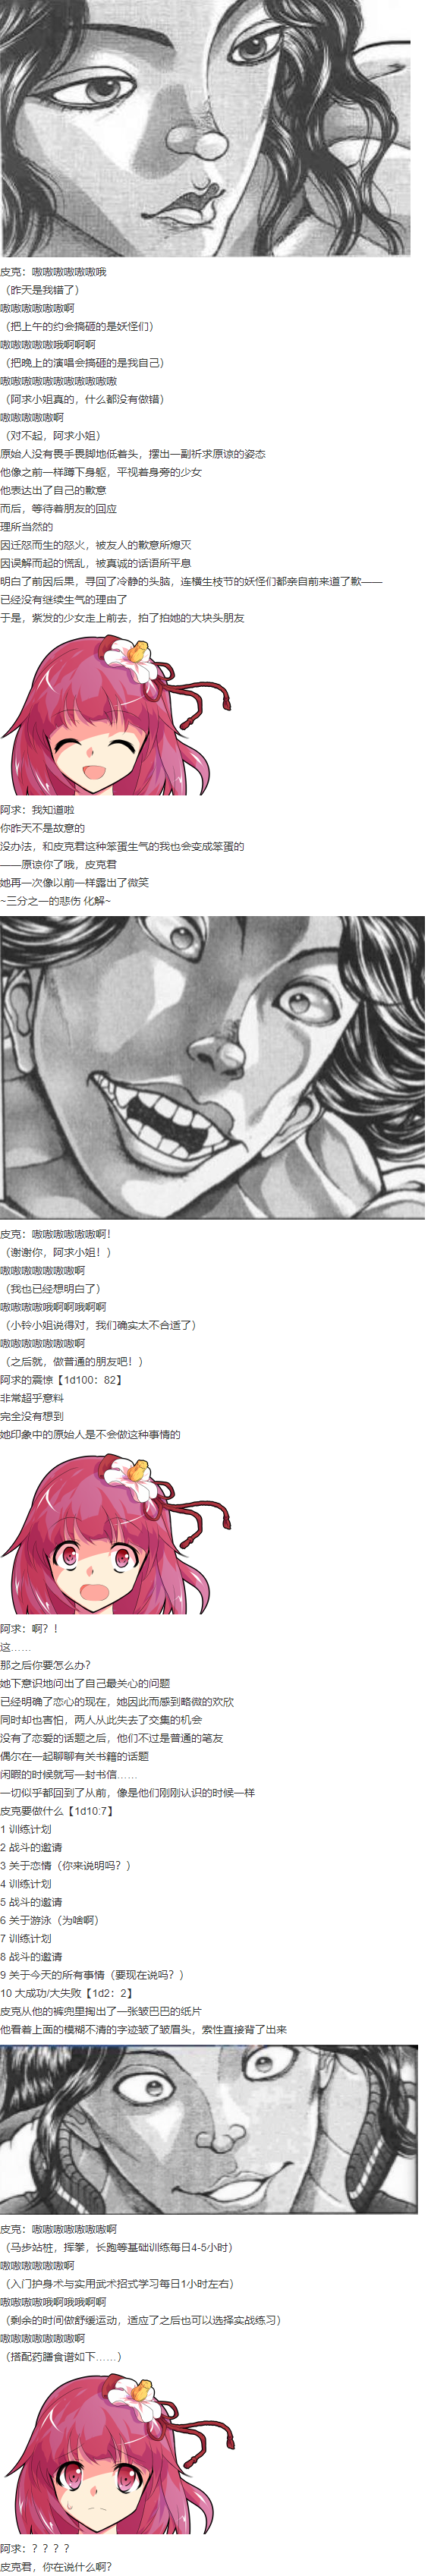 皮克：嗷嗷嗷嗷嗷嗷哦
（昨天是我错了）
嗷嗷嗷嗷嗷嗷啊
（把上午的约会搞砸的是妖怪们）
嗷嗷嗷嗷嗷哦啊啊啊
（把晚上的演唱会搞砸的是我自己）
嗷嗷嗷嗷嗷嗷嗷嗷嗷嗷嗷
（阿求小姐真的，什么都没有做错）
嗷嗷嗷嗷嗷啊
（对不起，阿求小姐）
原始人没有畏手畏脚地低着头，摆出一副祈求原谅的姿态
他像之前一样蹲下身躯，平视着身旁的少女
他表达出了自己的歉意
而后，等待着朋友的回应
理所当然的
因迁怒而生的怒火，被友人的歉意所熄灭
因误解而起的慌乱，被真诚的话语所平息
明白了前因后果，寻回了冷静的头脑，连横生枝节的妖怪们都亲自前来道了歉——
已经没有继续生气的理由了
于是，紫发的少女走上前去，拍了拍她的大块头朋友
阿求：我知道啦
你昨天不是故意的
没办法，和皮克君这种笨蛋生气的我也会变成笨蛋的
——原谅你了哦，皮克君
她再一次像以前一样露出了微笑
~三分之一的悲伤 化解~
皮克：嗷嗷嗷嗷嗷嗷啊！
（谢谢你，阿求小姐！）
嗷嗷嗷嗷嗷嗷嗷啊
（我也已经想明白了）
嗷嗷嗷嗷哦啊啊哦啊啊
（小铃小姐说得对，我们确实太不合适了）
嗷嗷嗷嗷嗷嗷嗷啊
（之后就，做普通的朋友吧！）
阿求的震惊【1d100：82】
非常超乎意料
完全没有想到
她印象中的原始人是不会做这种事情的
阿求：啊？！
这……
那之后你要怎么办？
她下意识地问出了自己最关心的问题
已经明确了恋心的现在，她因此而感到略微的欢欣
同时却也害怕，两人从此失去了交集的机会
没有了恋爱的话题之后，他们不过是普通的笔友
偶尔在一起聊聊有关书籍的话题
闲暇的时候就写一封书信……
一切似乎都回到了从前，像是他们刚刚认识的时候一样
皮克要做什么【1d10:7】
1 训练计划
2 战斗的邀请
3 关于恋情（你来说明吗？）
4 训练计划
5 战斗的邀请
6 关于游泳（为啥啊）
7 训练计划
8 战斗的邀请
9 关于今天的所有事情（要现在说吗？）
10 大成功/大失败【1d2：2】
皮克从他的裤兜里掏出了一张皱巴巴的纸片
他看着上面的模糊不清的字迹皱了皱眉头，索性直接背了出来
皮克：嗷嗷嗷嗷嗷嗷嗷啊
（马步站桩，挥拳，长跑等基础训练每日4-5小时）
嗷嗷嗷嗷嗷嗷啊
（入门护身术与实用武术招式学习每日1小时左右）
嗷嗷嗷嗷哦啊哦哦啊啊
（剩余的时间做舒缓运动，适应了之后也可以选择实战练习）
嗷嗷嗷嗷嗷嗷嗷啊
（搭配药膳食谱如下……）
阿求：？？？？
皮克君，你在说什么啊？